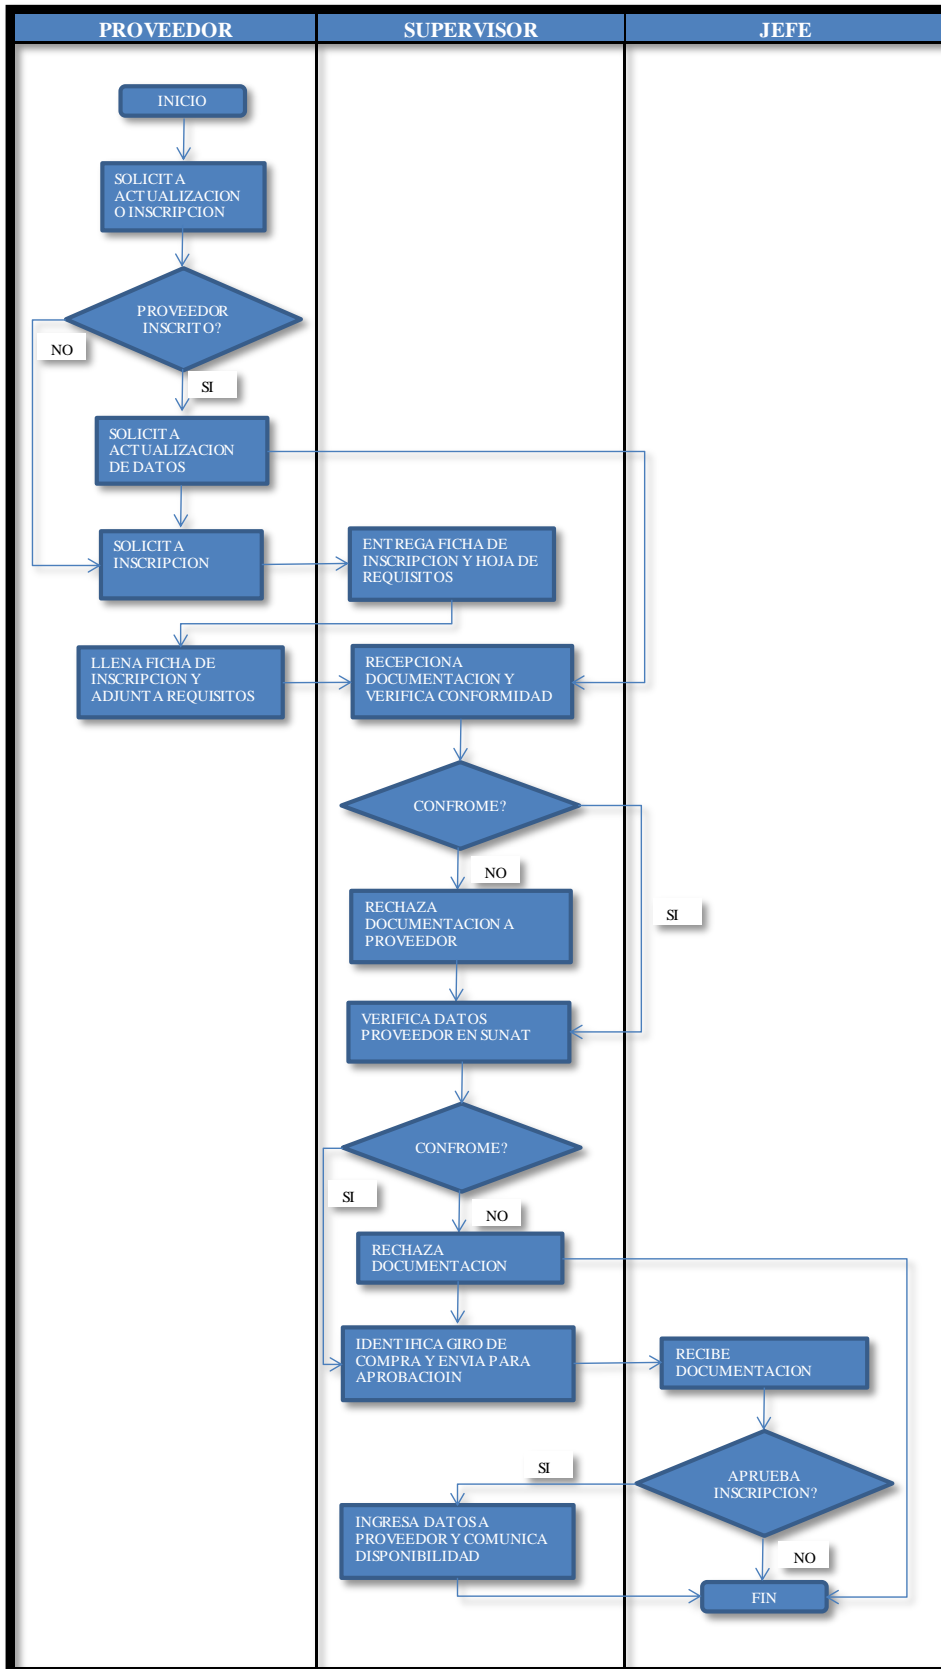 PROVEEDOR
SUPERVISOR
JEFE
INICIO
SOLICITA
ACTUALIZACION
O INSCRIPCION
PROVEEDOR
INSCRITO?
NO
SI
SOLICITA
ACTUALIZACION
DE DATOS
SOLICITA
INSCRIPCION
ENTREGA FICHA DE
INSCRIPCION Y HOJA DE
REQUISITOS
LLENA FICHA DE
INSCRIPCION Y
ADJUNTA REQUISITOS
RECEPCIONA
DOCUMENTACION Y
VERIFICA CONFORMIDAD
CONFROME?
NO
SI
RECHAZA
DOCUMENTACION A
PROVEEDOR
VERIFICA DATOS
PROVEEDOR EN SUNAT
CONFROME?
SI
NO
RECHAZA
DOCUMENTACION
IDENTIFICA GIRO DE
COMPRA Y ENVIA PARA
APROBACIOIN
RECIBE
DOCUMENTACION
APRUEBA
INSCRIPCION?
SI
NO
INGRESA DATOS A
PROVEEDOR Y COMUNICA
DISPONIBILIDAD
FIN